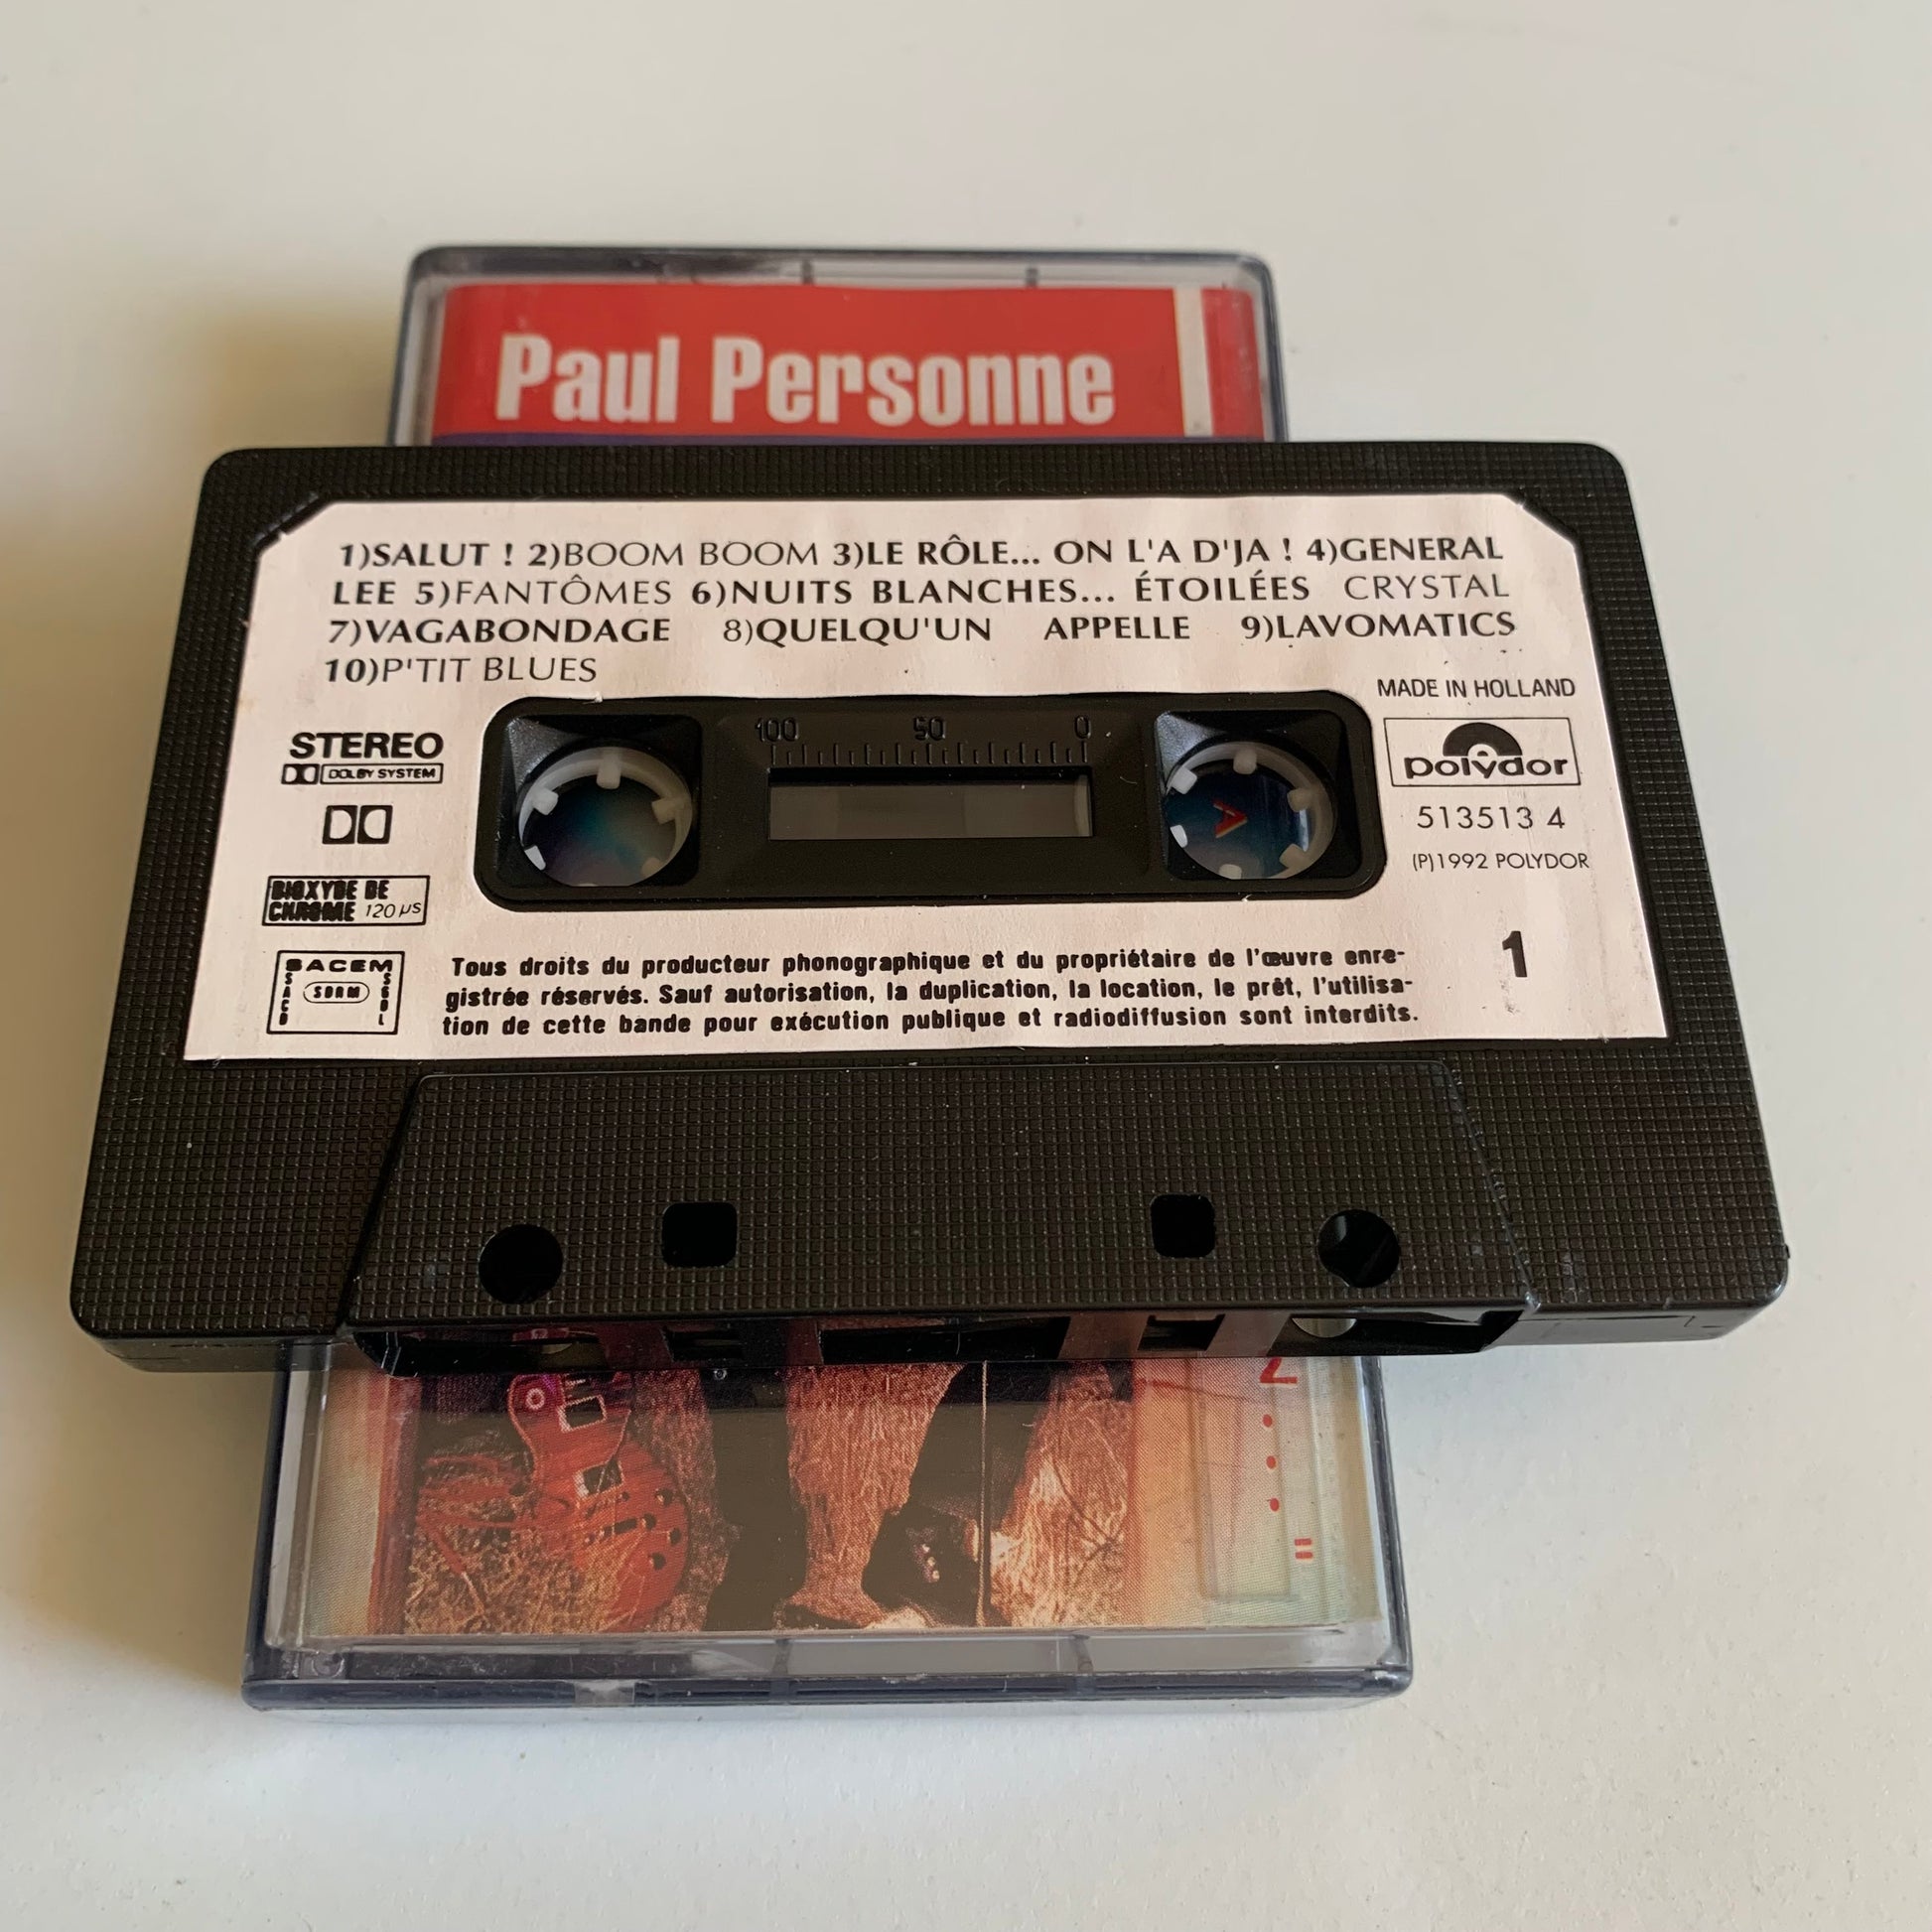 Paul Personne
1)SALUT ! 2)BOOM BOOM 3)LE RÔLE... ON L'A D'JA ! 4)GENERAL
LEE 5)FANTÔMES 6)NUITS BLANCHES... ÉTOILÉES CRYSTAL
7)VAGABONDAGE 8)QUELQU'UN APPELLE 9)LAVOMATICS
10)P'TIT BLUES
MADE IN HOLLAND
STEREO
DOLBY SYSTEM
100 50 0
polydor
513513 4
(P)1992 POLYDOR
A
BIOXYDE DE
CHROME 120 µs
SACEM
SACD SDRM SGDL
1
Tous droits du producteur phonographique et du propriétaire de l'œuvre enre-
gistrée réservés. Sauf autorisation, la duplication, la location, le prêt, l'utilisa-
tion de cette bande pour exécution publique et radiodiffusion sont interdits.
2